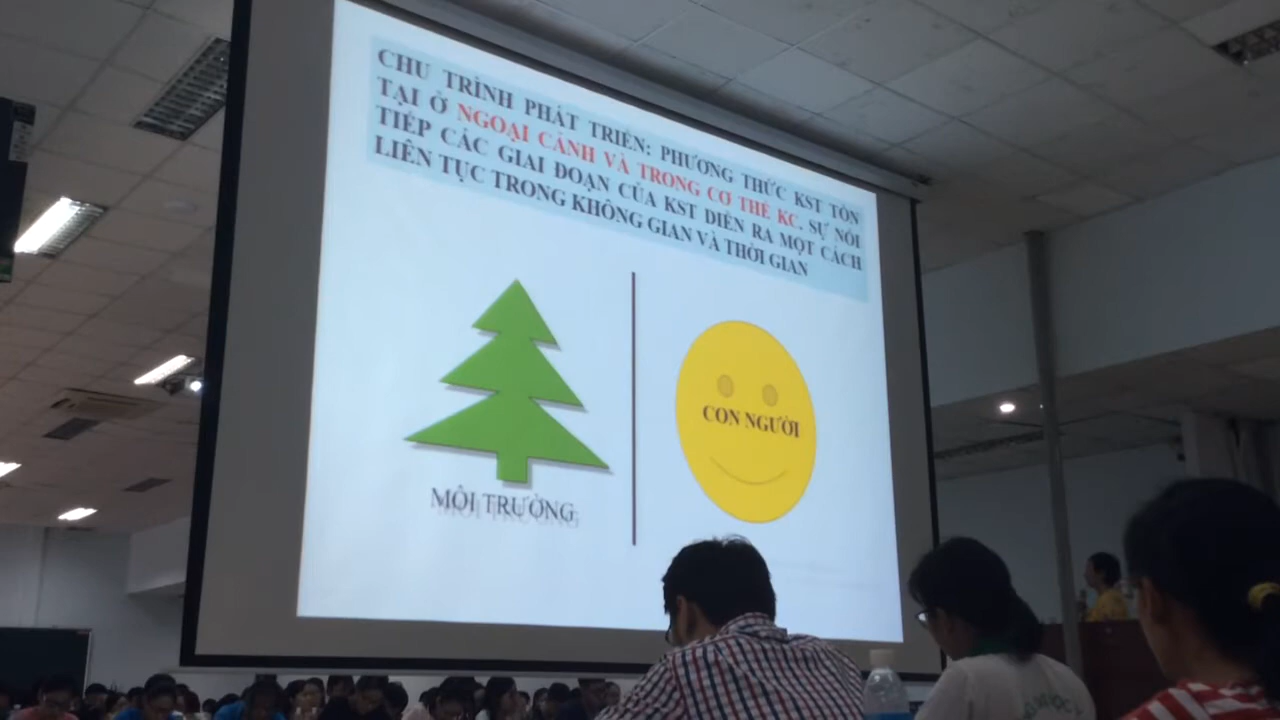 CHU TRÌNH PHÁT TRIỂN: PHƯƠNG THỨC KST TỒN
TẠI Ở NGOẠI CẢNH VÀ TRONG CƠ THỂ KC. SỰ NỐI
TIẾP CÁC GIAI ĐOẠN CỦA KST DIỄN RA MỘT CÁCH
LIÊN TỤC TRONG KHÔNG GIAN VÀ THỜI GIAN
CON NGƯỜI
MÔI TRƯỜNG